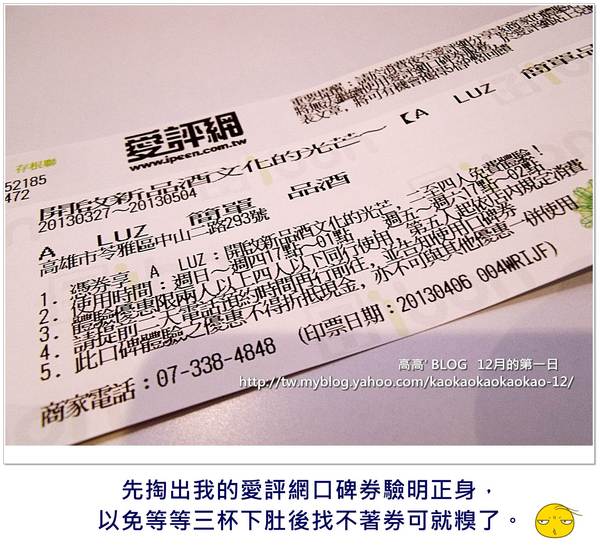 存根聯
52185
472
愛評網
www.ipeen.com.tw
開啟新品酒文化的光芒～【A LUZ 簡單品
20130327～20130504
A LUZ 簡單 品酒
高雄市苓雅區中山二路293號
1. 憑券享 A LUZ：開啟新品酒文化的光芒，二至四人免費體驗！
2. 使用時間：週日～週四17點～01點 週五～週六17點～02點
3. 體驗優惠限兩人以上四人以下同行使用，第五人起依店內規定消費
4. 請提前一天電話預約時間再行前往，並告知使用口碑券
5. 此口碑體驗之優惠不得折抵現金，亦不可與其他優惠一併使用
商家電話：07-338-4848 (印票日期：20130406 004WRIJF)
高高' BLOG 12月的第一日
http://tw.myblog.yahoo.com/kaokaokaokaokao-12/
先掏出我的愛評網口碑券驗明正身，
以免等等三杯下肚後找不著券可就糗了。